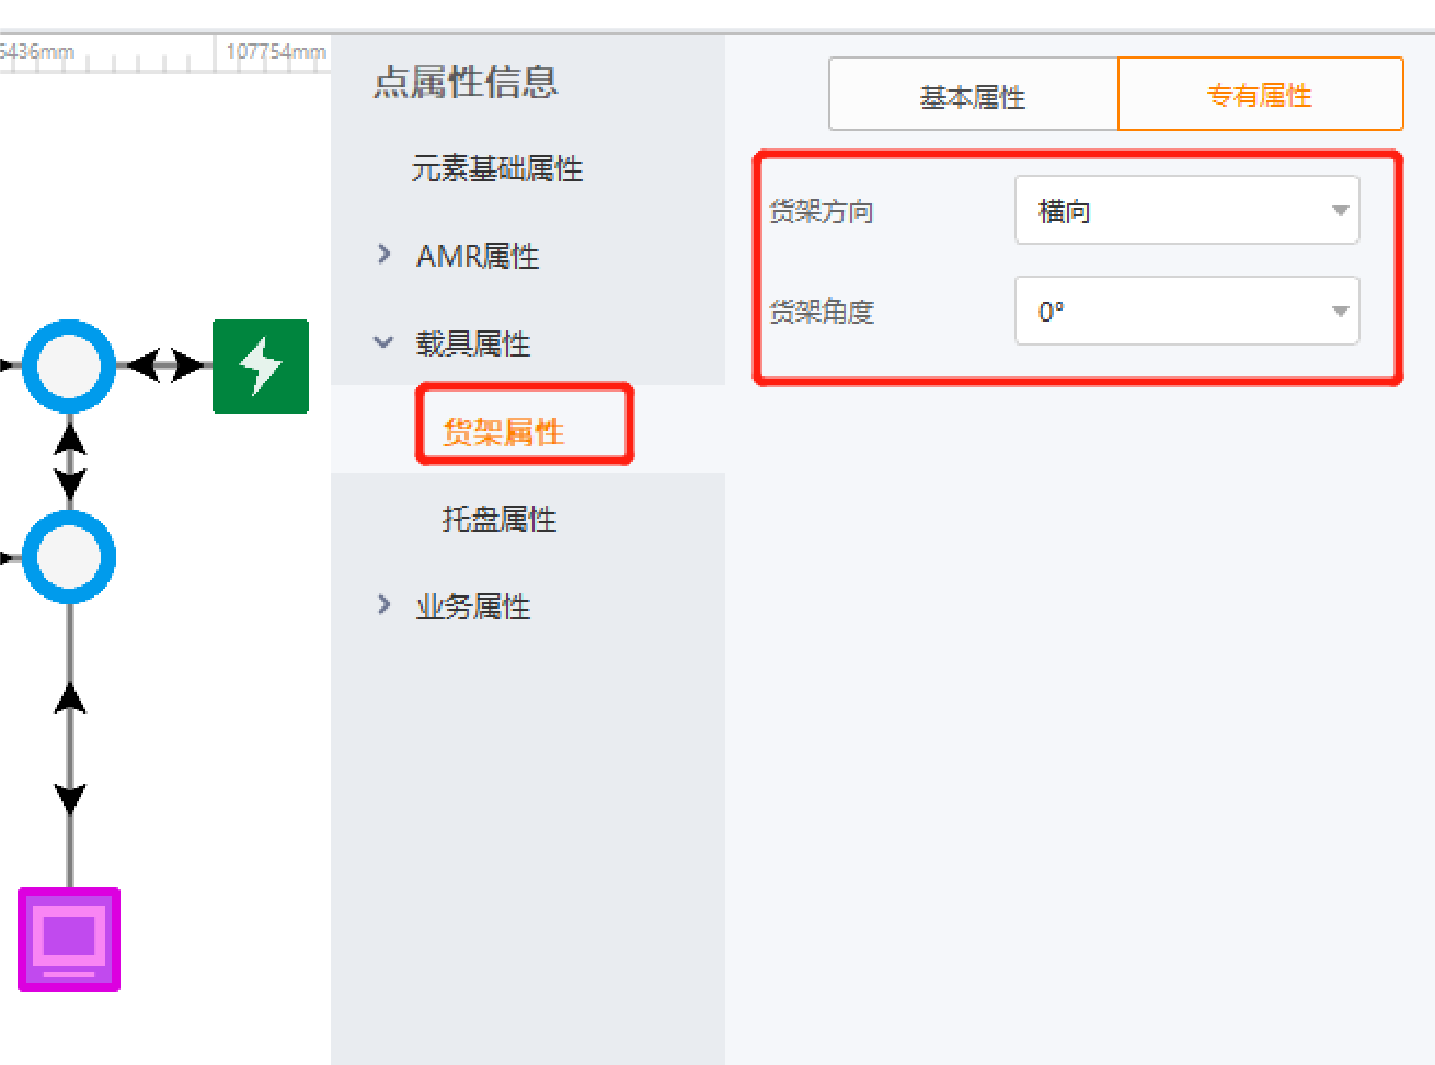 5436mm
107754mm
点属性信息
元素基础属性
AMR属性
载具属性
货架属性
托盘属性
业务属性
基本属性
专有属性
货架方向
横向
货架角度
0°